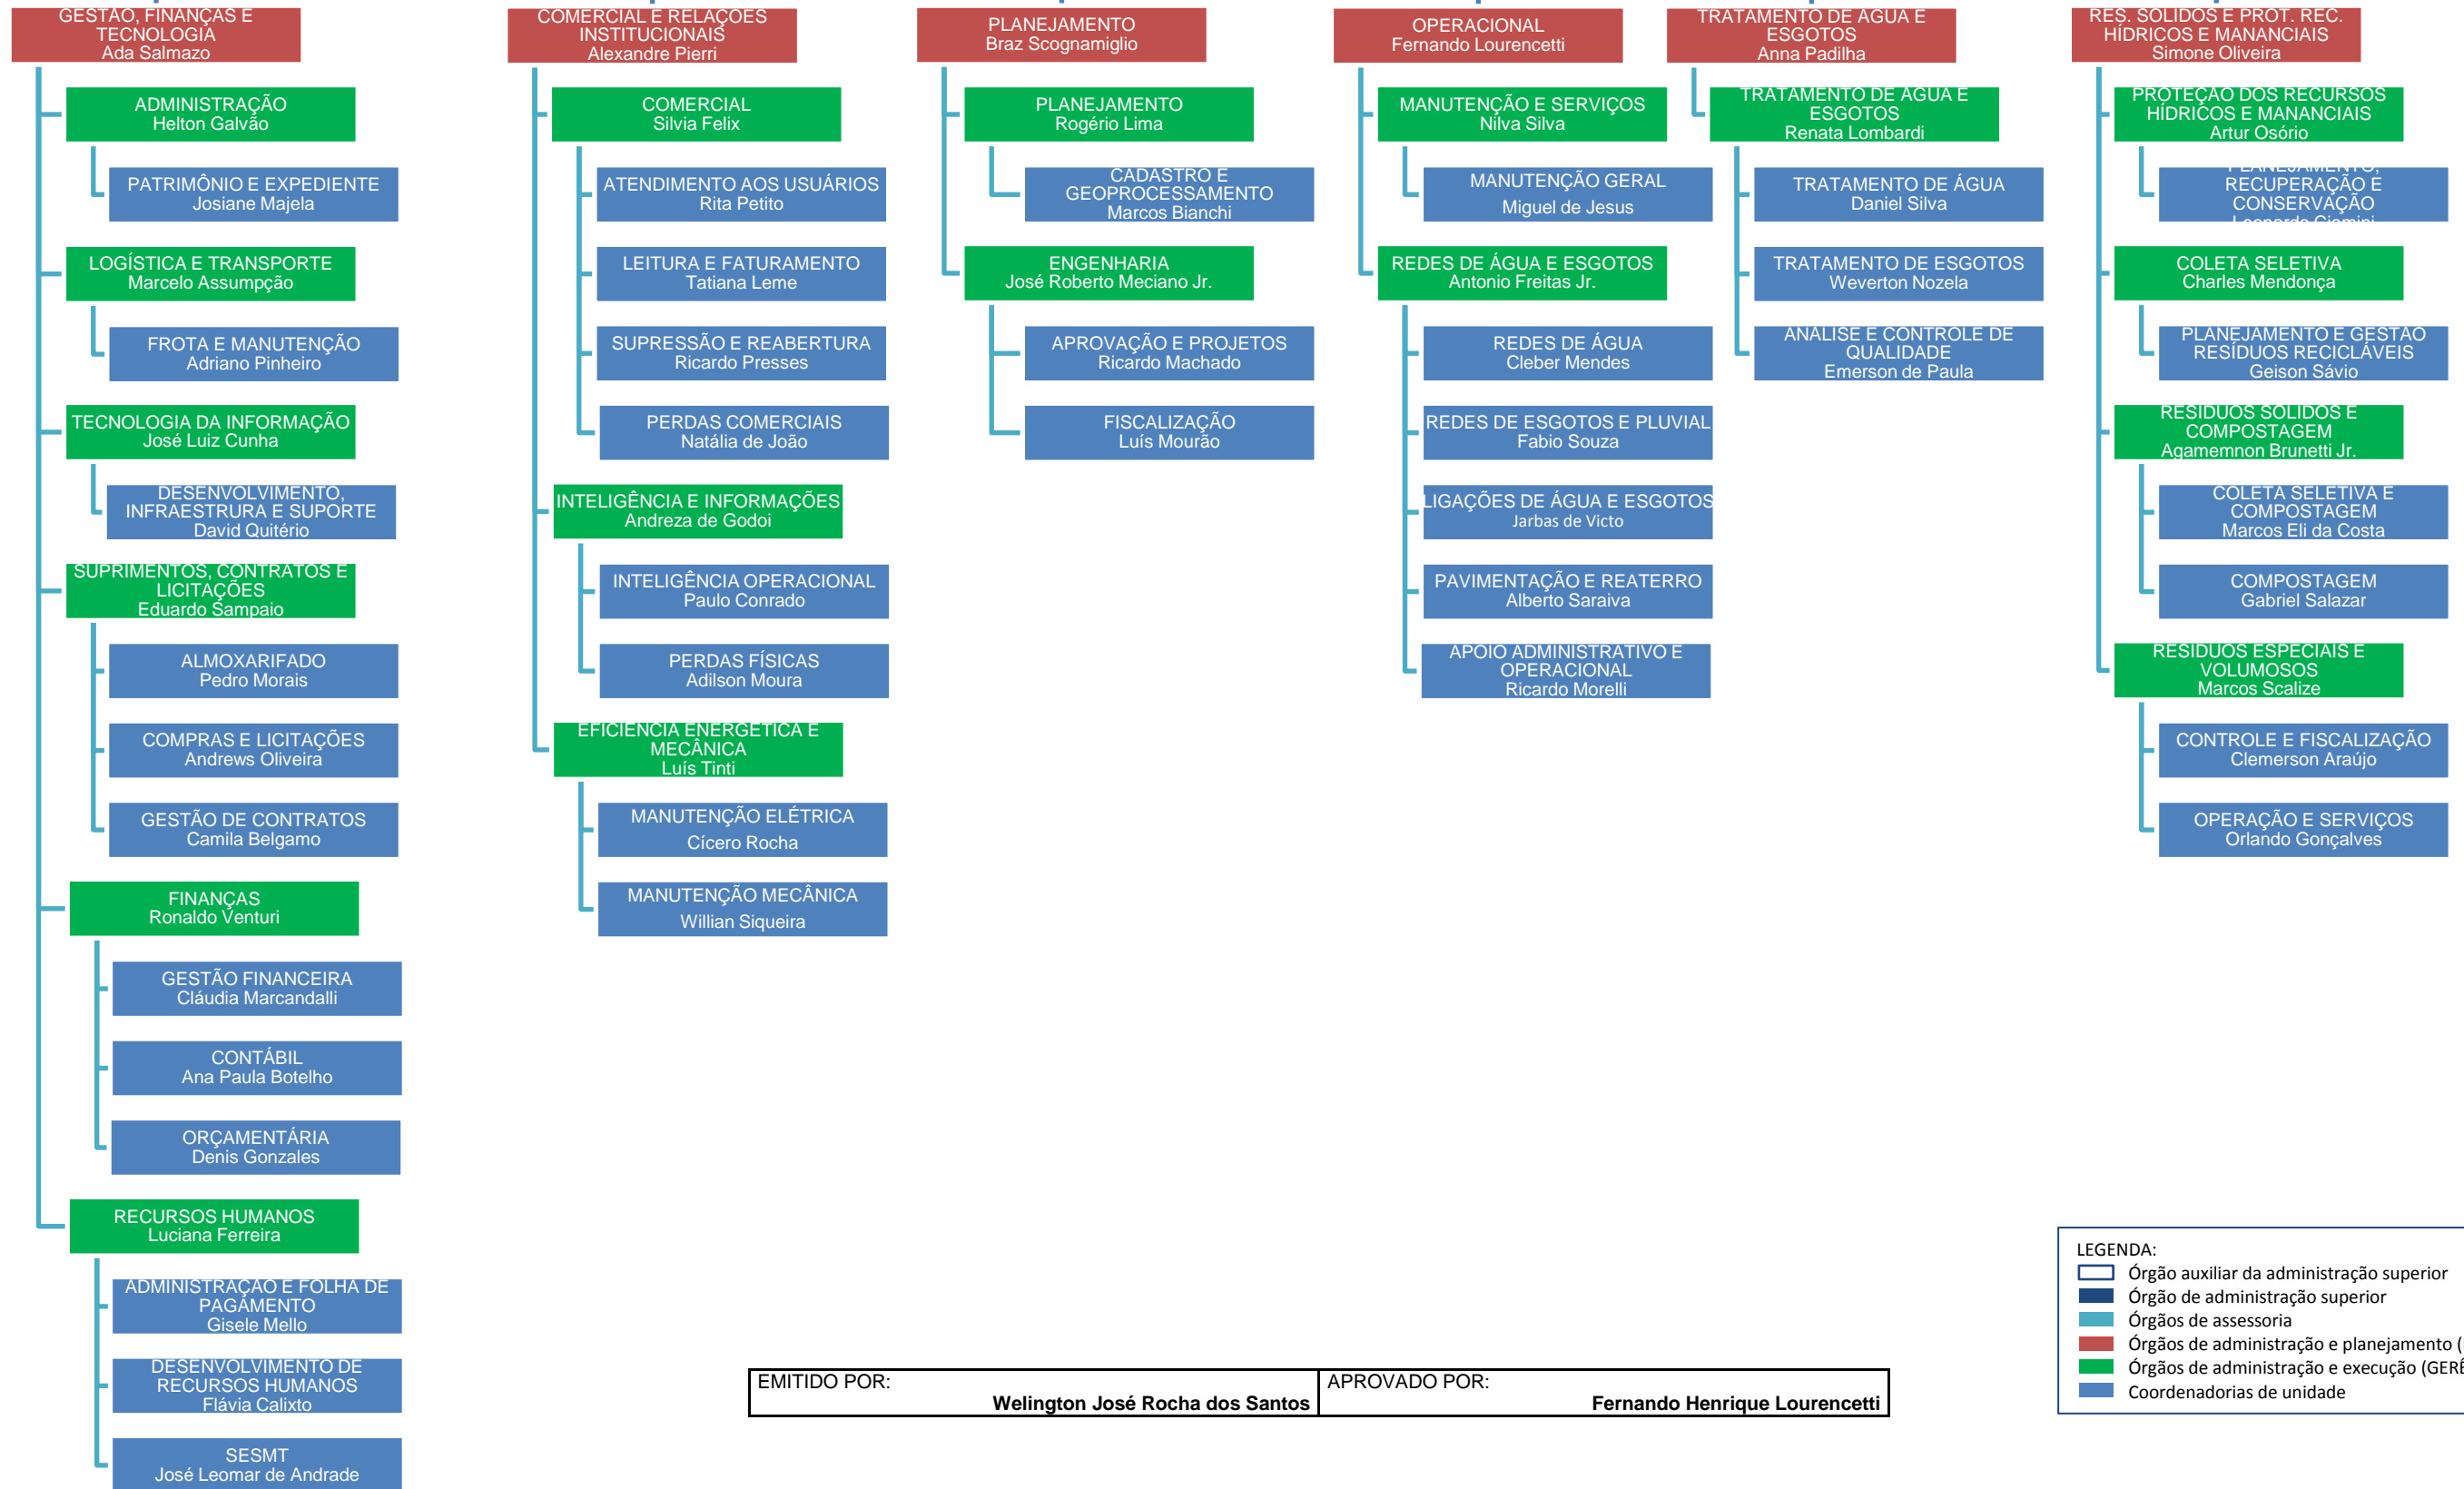 GESTÃO, FINANÇAS E
TECNOLOGIA
Ada Salmazo
ADMINISTRAÇÃO
Helton Galvão
PATRIMÔNIO E EXPEDIENTE
Josiane Majela
LOGÍSTICA E TRANSPORTE
Marcelo Assumpção
FROTA E MANUTENÇÃO
Adriano Pinheiro
TECNOLOGIA DA INFORMAÇÃO
José Luiz Cunha
DESENVOLVIMENTO,
INFRAESTRURA E SUPORTE
David Quitério
SUPRIMENTOS, CONTRATOS E
LICITAÇÕES
Eduardo Sampaio
ALMOXARIFADO
Pedro Morais
COMPRAS E LICITAÇÕES
Andrews Oliveira
GESTÃO DE CONTRATOS
Camila Belgamo
FINANÇAS
Ronaldo Venturi
GESTÃO FINANCEIRA
Cláudia Marcandalli
CONTÁBIL
Ana Paula Botelho
ORÇAMENTÁRIA
Denis Gonzales
RECURSOS HUMANOS
Luciana Ferreira
ADMINISTRAÇÃO E FOLHA DE
PAGAMENTO
Gisele Mello
DESENVOLVIMENTO DE
RECURSOS HUMANOS
Flávia Calixto
SESMT
José Leomar de Andrade
COMERCIAL E RELAÇOES
INSTITUCIONAIS
Alexandre Pierri
COMERCIAL
Silvia Felix
ATENDIMENTO AOS USUÁRIOS
Rita Petito
LEITURA E FATURAMENTO
Tatiana Leme
SUPRESSÃO E REABERTURA
Ricardo Presses
PERDAS COMERCIAIS
Natália de João
INTELIGÊNCIA E INFORMAÇÕES
Andreza de Godoi
INTELIGÊNCIA OPERACIONAL
Paulo Conrado
PERDAS FÍSICAS
Adilson Moura
EFICIÊNCIA ENERGÉTICA E
MECÂNICA
Luís Tinti
MANUTENÇÃO ELÉTRICA
Cícero Rocha
MANUTENÇÃO MECÂNICA
Willian Siqueira
PLANEJAMENTO
Braz Scognamiglio
PLANEJAMENTO
Rogério Lima
CADASTRO E
GEOPROCESSAMENTO
Marcos Bianchi
ENGENHARIA
José Roberto Meciano Jr.
APROVAÇÃO E PROJETOS
Ricardo Machado
FISCALIZAÇÃO
Luís Mourão
OPERACIONAL
Fernando Lourencetti
MANUTENÇÃO E SERVIÇOS
Nilva Silva
MANUTENÇÃO GERAL
Miguel de Jesus
REDES DE ÁGUA E ESGOTOS
Antonio Freitas Jr.
REDES DE ÁGUA
Cleber Mendes
REDES DE ESGOTOS E PLUVIAL
Fabio Souza
LIGAÇÕES DE ÁGUA E ESGOTOS
Jarbas de Victo
PAVIMENTAÇÃO E REATERRO
Alberto Saraiva
APOIO ADMINISTRATIVO E
OPERACIONAL
Ricardo Morelli
TRATAMENTO DE ÁGUA E
ESGOTOS
Anna Padilha
TRATAMENTO DE ÁGUA E
ESGOTOS
Renata Lombardi
TRATAMENTO DE ÁGUA
Daniel Silva
TRATAMENTO DE ESGOTOS
Weverton Nozela
ANÁLISE E CONTROLE DE
QUALIDADE
Emerson de Paula
RES. SÓLIDOS E PROT. REC.
HÍDRICOS E MANANCIAIS
Simone Oliveira
PROTEÇÃO DOS RECURSOS
HÍDRICOS E MANANCIAIS
Artur Osório
PLANEJAMENTO,
RECUPERAÇÃO E
CONSERVAÇÃO
COLETA SELETIVA
Charles Mendonça
PLANEJAMENTO E GESTÃO
RESÍDUOS RECICLÁVEIS
Geison Sávio
RESÍDUOS SÓLIDOS E
COMPOSTAGEM
Agamemnon Brunetti Jr.
COLETA SELETIVA E
COMPOSTAGEM
Marcos Eli da Costa
COMPOSTAGEM
Gabriel Salazar
RESÍDUOS ESPECIAIS E
VOLUMOSOS
Marcos Scalize
CONTROLE E FISCALIZAÇÃO
Clemerson Araújo
OPERAÇÃO E SERVIÇOS
Orlando Gonçalves
EMITIDO POR:
Welington José Rocha dos Santos
APROVADO POR:
Fernando Henrique Lourencetti
LEGENDA:
Órgão auxiliar da administração superior
Órgão de administração superior
Órgãos de assessoria
Órgãos de administração e planejamento (
Órgãos de administração e execução (GERÊ
Coordenadorias de unidade